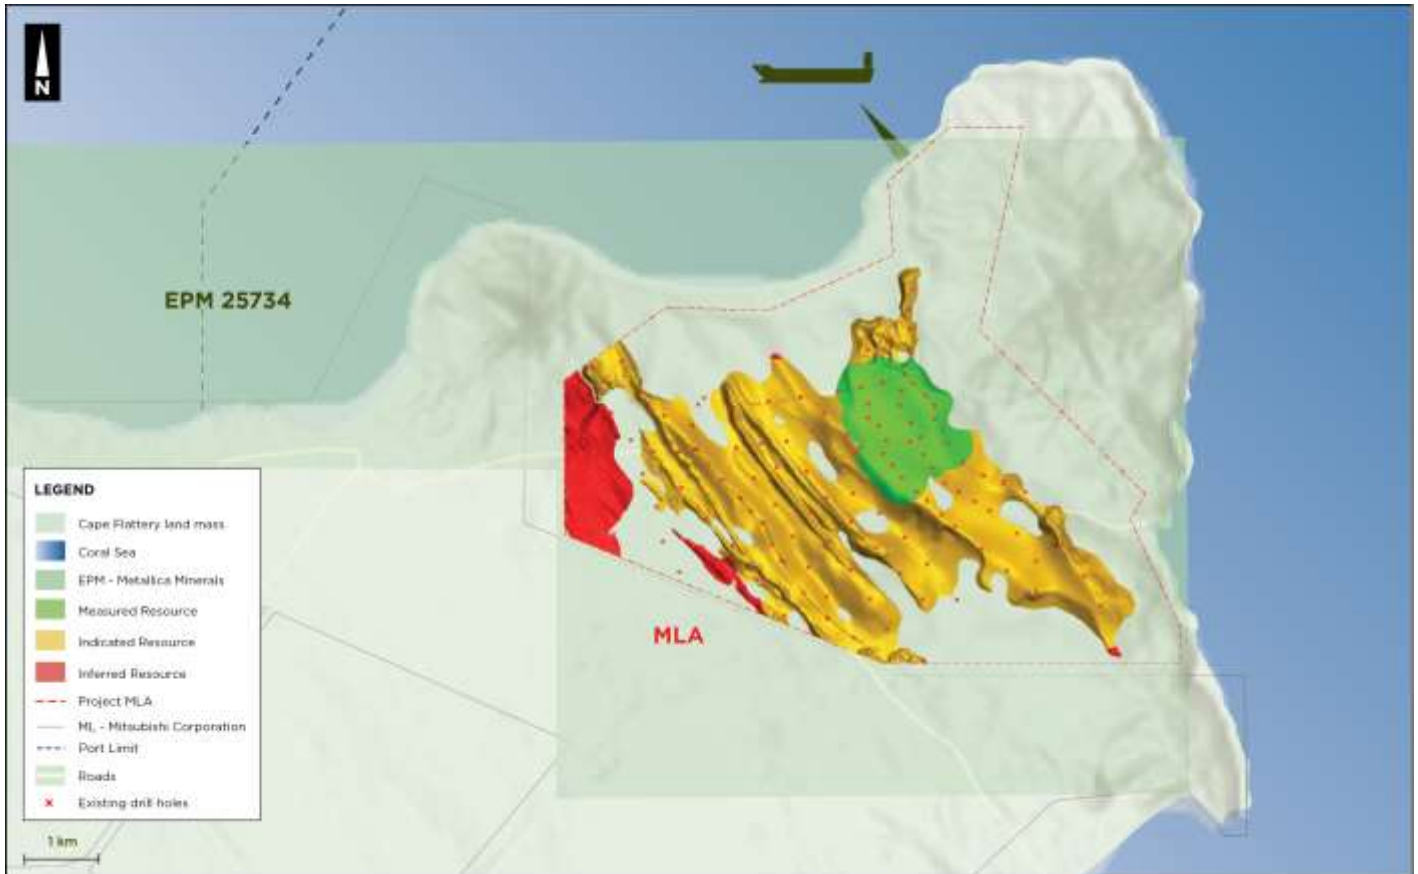 N
EPM 25734
MLA
LEGEND
Cape Flattery land mass
Coral Sea
EPM - Metallica Minerals
Measured Resource
Indicated Resource
Inferred Resource
Project MLA
ML - Mitsubishi Corporation
Port Limit
Roads
Existing drill holes
1 km